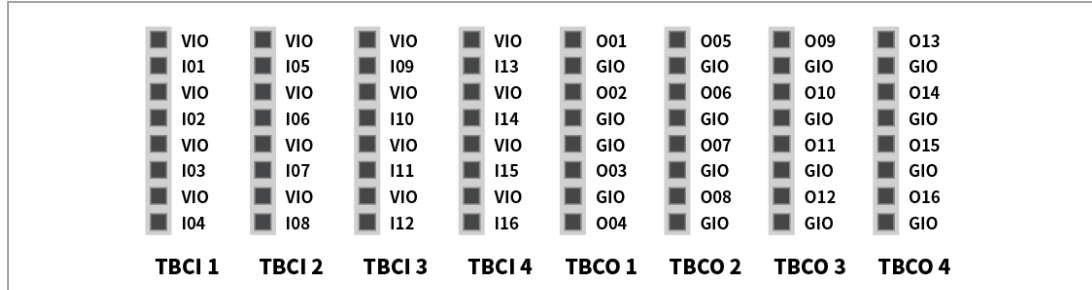 VIO VIO VIO VIO O01 O05 O09 O13
I01 I05 I09 I13 GIO GIO GIO GIO
VIO VIO VIO VIO O02 O06 O10 O14
I02 I06 I10 I14 GIO GIO GIO GIO
VIO VIO VIO VIO GIO O07 O11 O15
I03 I07 I11 I15 O03 GIO GIO GIO
VIO VIO VIO VIO GIO O08 O12 O16
I04 I08 I12 I16 O04 GIO GIO GIO
TBCI 1 TBCI 2 TBCI 3 TBCI 4 TBCO 1 TBCO 2 TBCO 3 TBCO 4